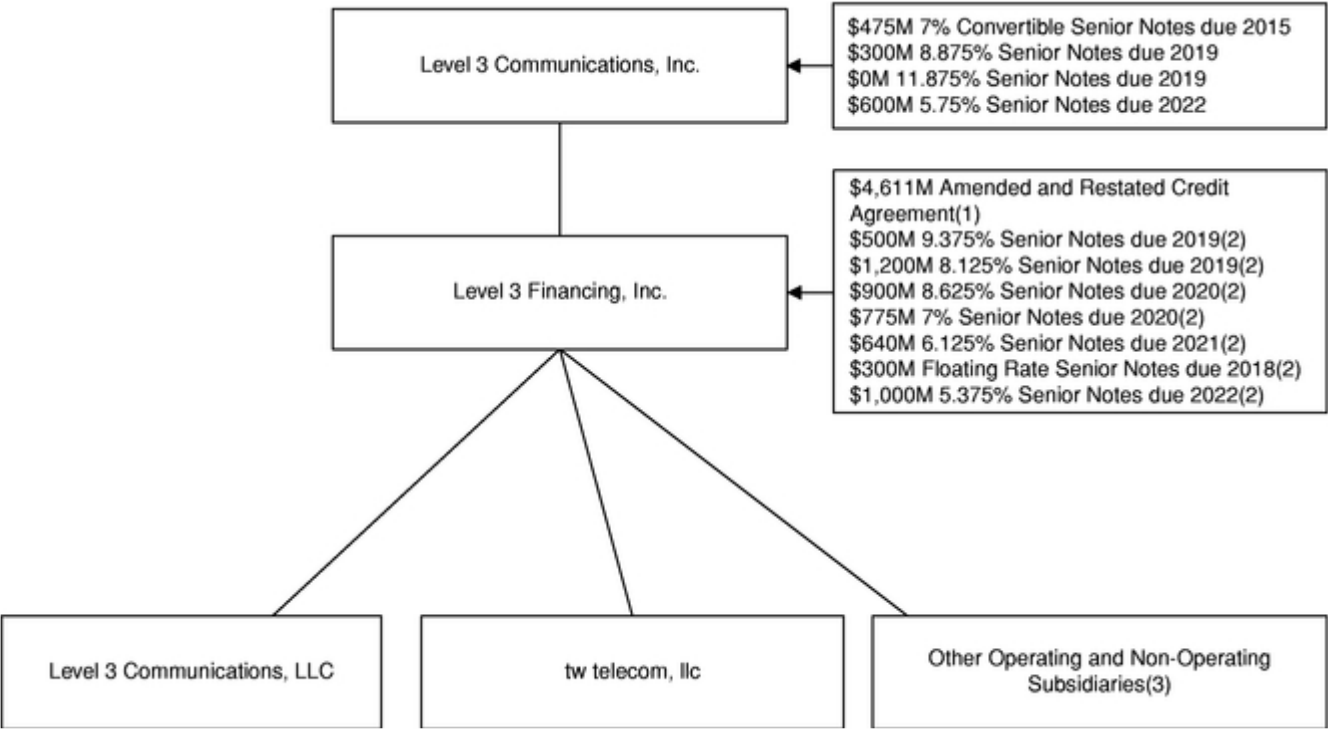 Level 3 Communications, Inc.
$475M 7% Convertible Senior Notes due 2015
$300M 8.875% Senior Notes due 2019
$0M 11.875% Senior Notes due 2019
$600M 5.75% Senior Notes due 2022
Level 3 Financing, Inc.
$4,611M Amended and Restated Credit
Agreement(1)
$500M 9.375% Senior Notes due 2019(2)
$1,200M 8.125% Senior Notes due 2019(2)
$900M 8.625% Senior Notes due 2020(2)
$775M 7% Senior Notes due 2020(2)
$640M 6.125% Senior Notes due 2021(2)
$300M Floating Rate Senior Notes due 2018(2)
$1,000M 5.375% Senior Notes due 2022(2)
Level 3 Communications, LLC
tw telecom, llc
Other Operating and Non-Operating
Subsidiaries(3)